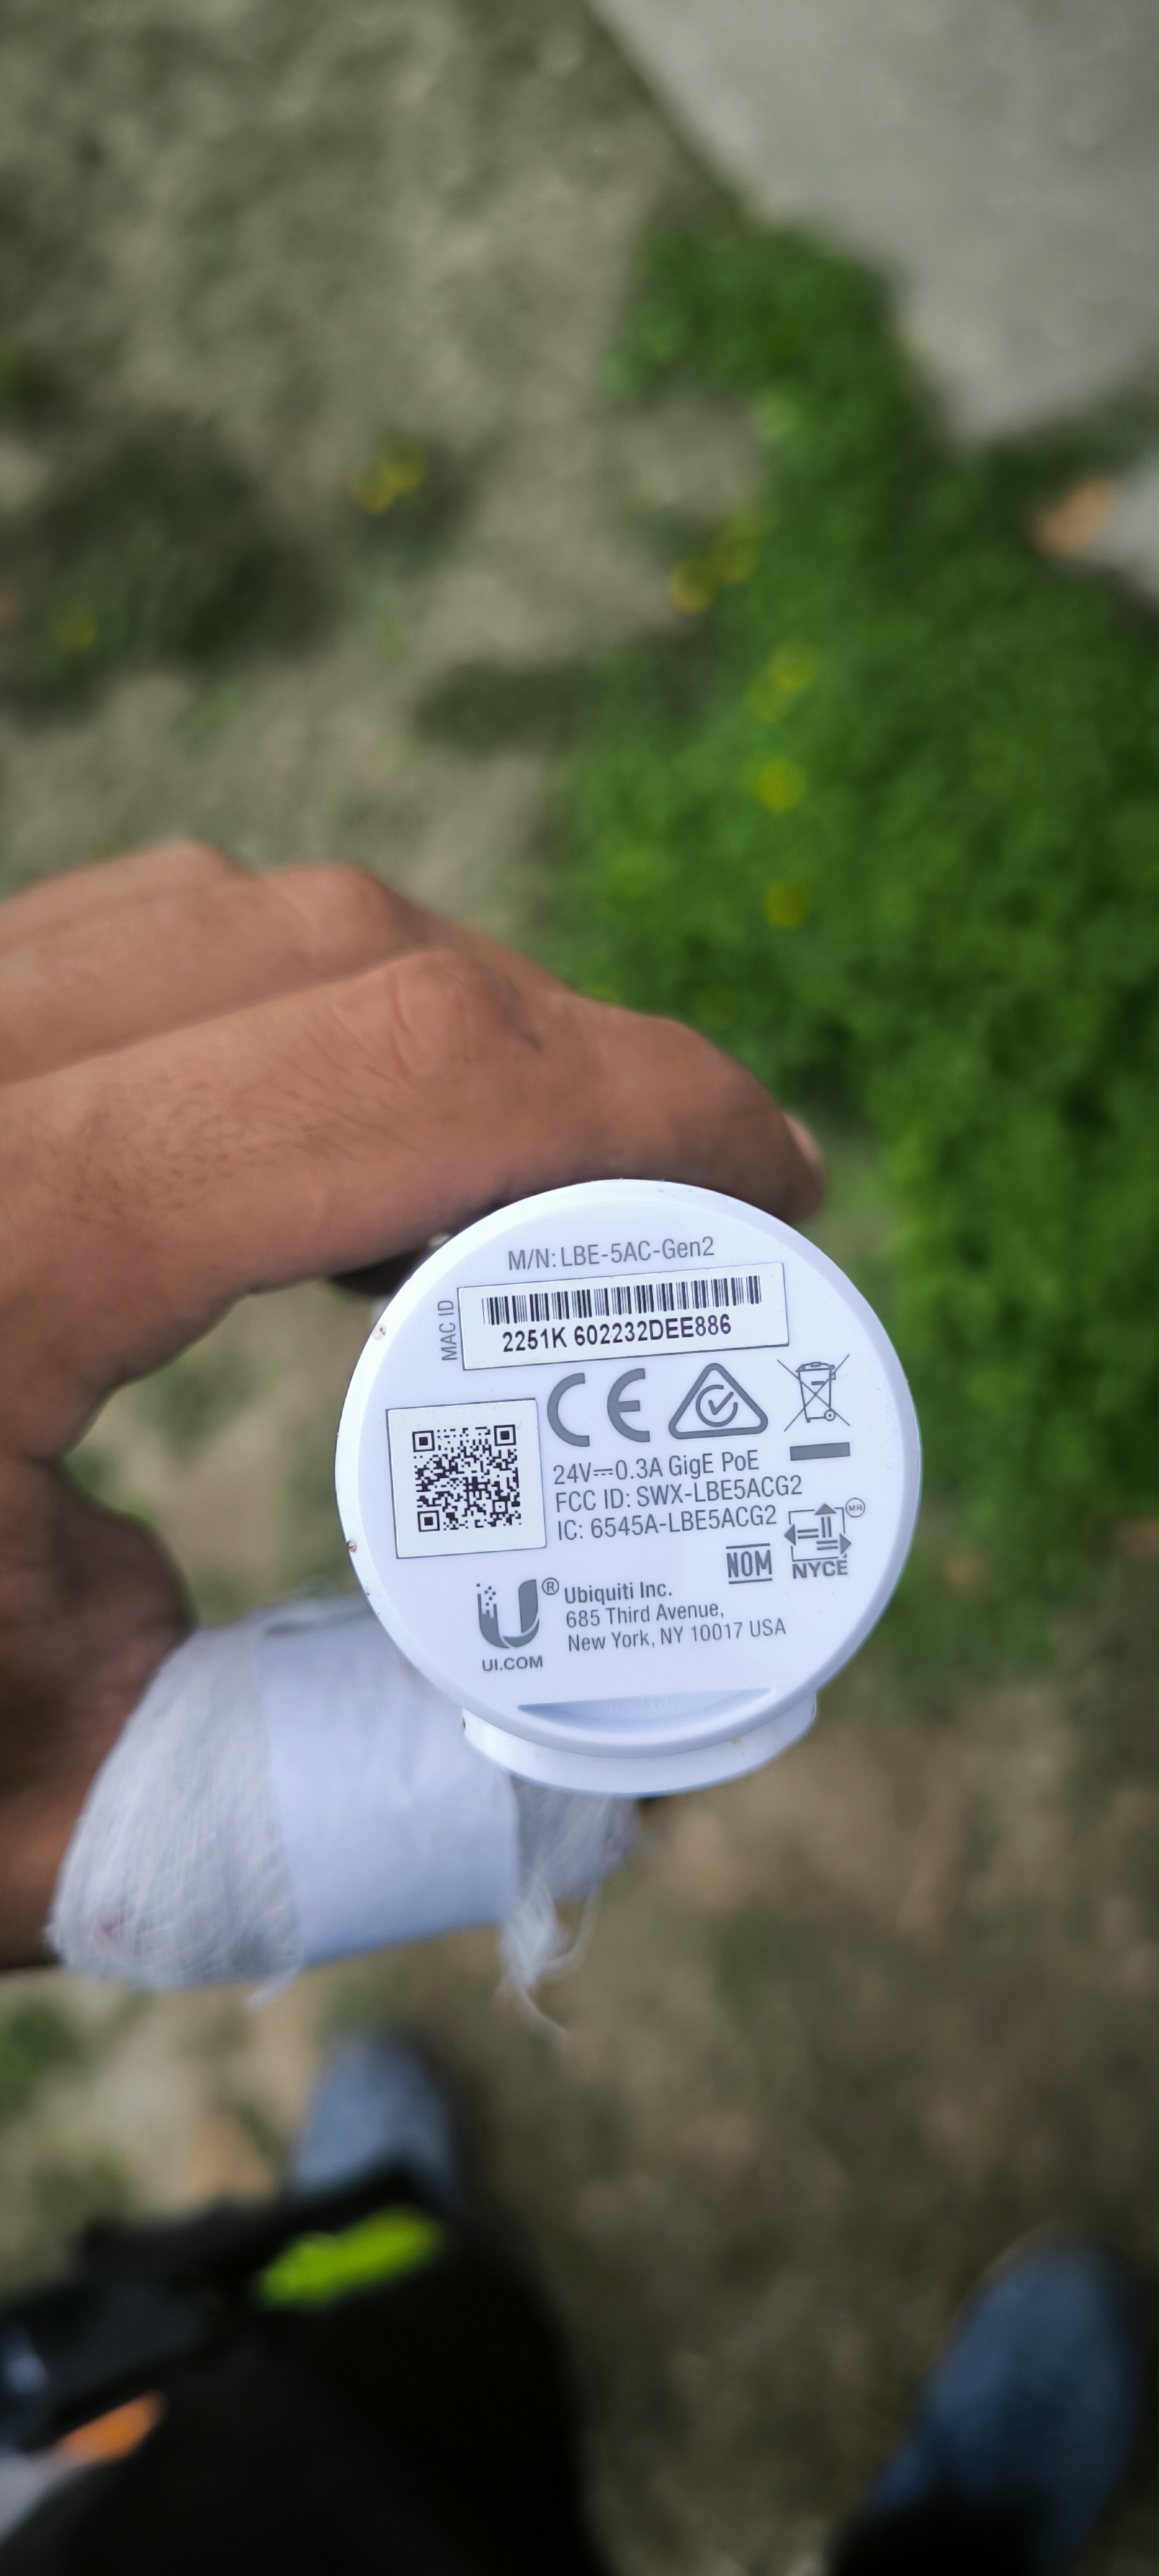 M/N: LBE-5AC-Gen2
MAC ID
2251K 602232DEE886
CE
24V⎓0.3A GigE PoE
FCC ID: SWX-LBE5ACG2
IC: 6545A-LBE5ACG2
MR
NOM
NYCE
U®
UI.COM
Ubiquiti Inc.
685 Third Avenue,
New York, NY 10017 USA